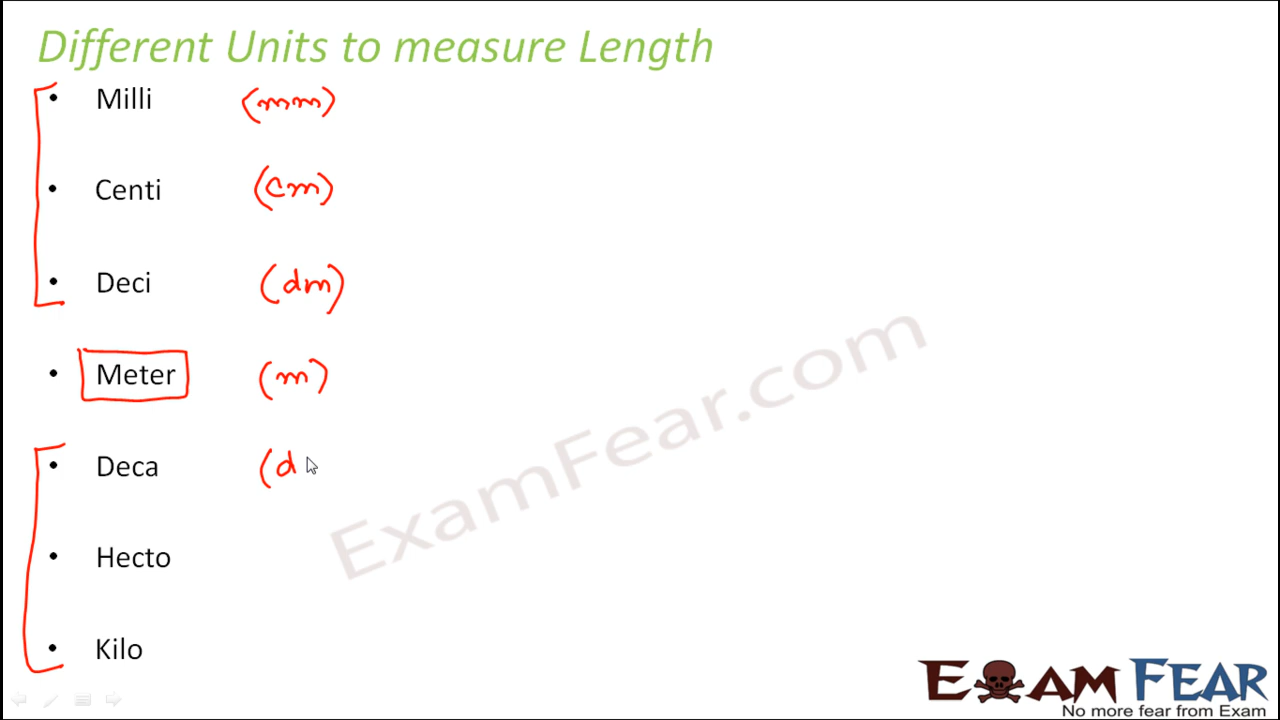 Different Units to measure Length
• Milli (mm)
• Centi (cm)
• Deci (dm)
• Meter (m)
• Deca (d
• Hecto
• Kilo
ExamFear.com
EXAM FEAR
No more fear from Exam